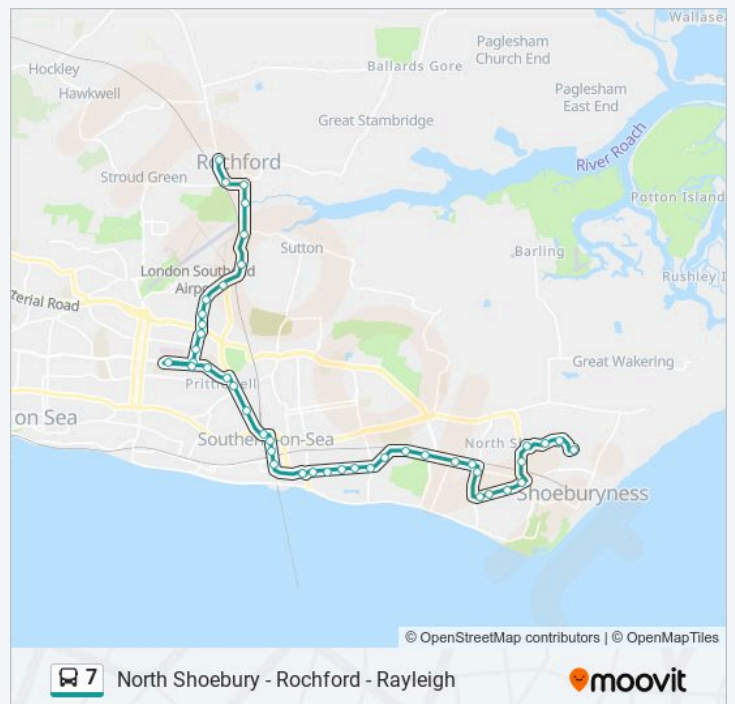 Wallasea
Paglesham
Church End
Hockley
Ballards Gore
Hawkwell
Paglesham
East End
Great Stambridge
River Roach
Rochford
Stroud Green
Potton Island
Sutton
Barling
London Southend
Airport
Rushley I
terial Road
Great Wakering
Prittlewell
on Sea
Southend-on-Sea
North Sh
Shoeburyness
© OpenStreetMap contributors | © OpenMapTiles
7 North Shoebury - Rochford - Rayleigh
moovit